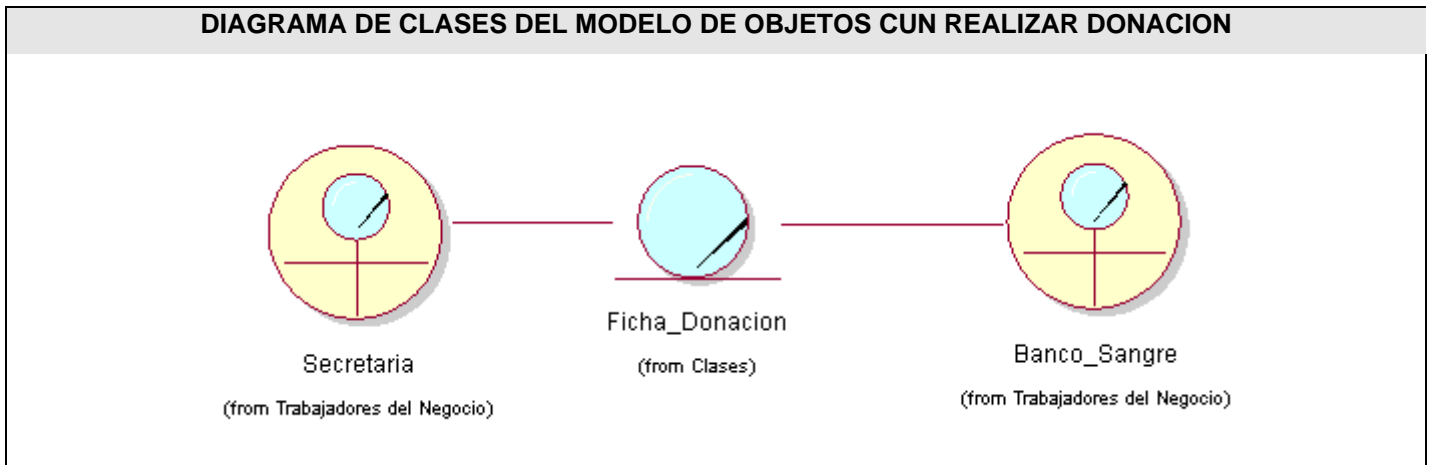 DIAGRAMA DE CLASES DEL MODELO DE OBJETOS CUN REALIZAR DONACION
Secretaria
(from Trabajadores del Negocio)
Ficha_Donacion
(from Clases)
Banco_Sangre
(from Trabajadores del Negocio)